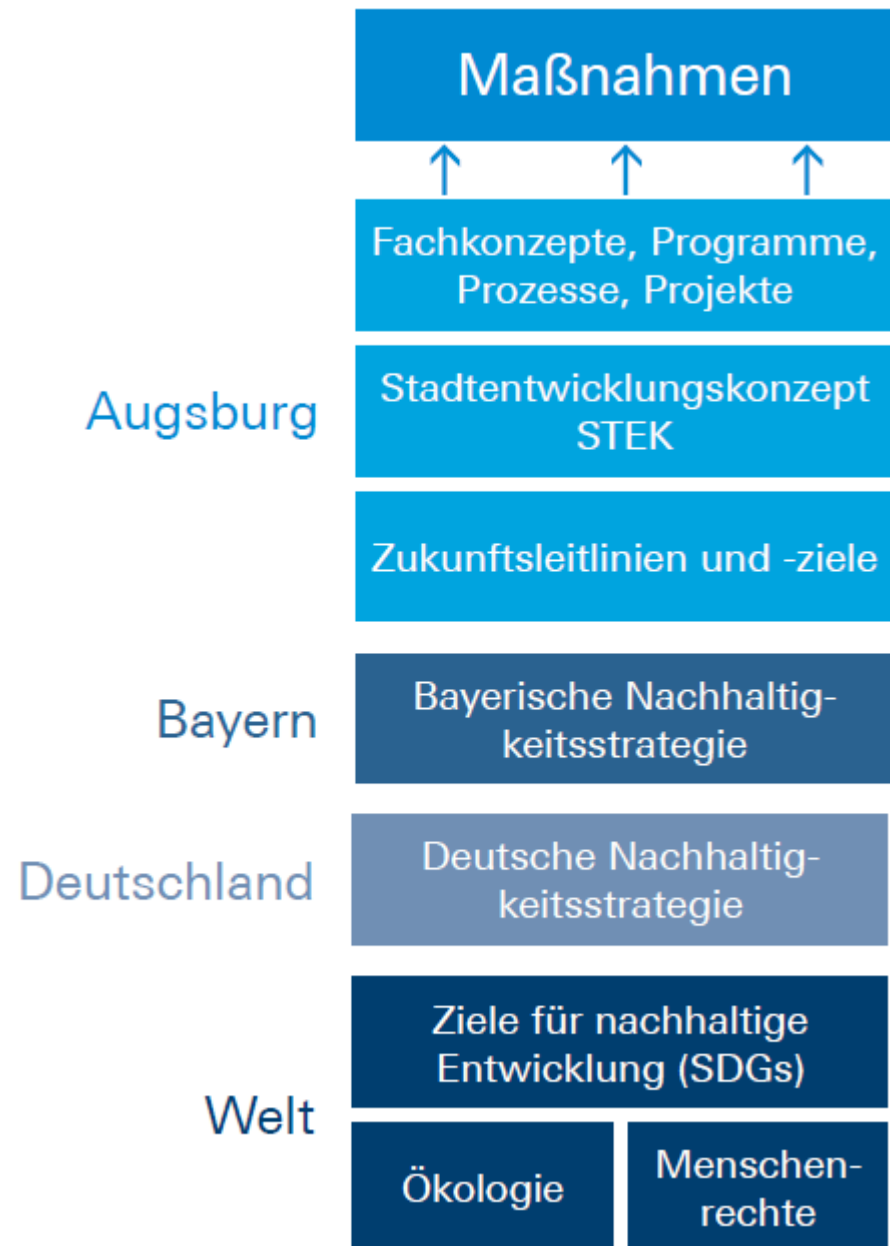 Maßnahmen
Fachkonzepte, Programme,
Prozesse, Projekte
Augsburg
Stadtentwicklungskonzept
STEK
Zukunftsleitlinien und -ziele
Bayern
Bayerische Nachhaltig-
keitsstrategie
Deutschland
Deutsche Nachhaltig-
keitsstrategie
Welt
Ziele für nachhaltige
Entwicklung (SDGs)
Ökologie
Menschen-
rechte